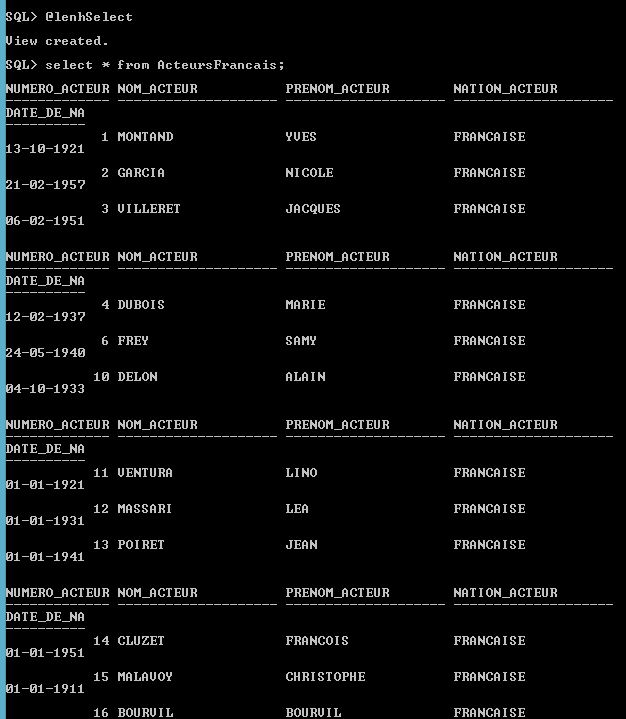 SQL> @lenhSelect
View created.
SQL> select * from ActeursFrancais;
NUMERO_ACTEUR NOM_ACTEUR PRENOM_ACTEUR NATION_ACTEUR
DATE_DE_NA
1 MONTAND YVES FRANCAISE
13-10-1921
2 GARCIA NICOLE FRANCAISE
21-02-1957
3 VILLERET JACQUES FRANCAISE
06-02-1951
NUMERO_ACTEUR NOM_ACTEUR PRENOM_ACTEUR NATION_ACTEUR
DATE_DE_NA
4 DUBOIS MARIE FRANCAISE
12-02-1937
6 FREY SAMY FRANCAISE
24-05-1940
10 DELON ALAIN FRANCAISE
04-10-1933
NUMERO_ACTEUR NOM_ACTEUR PRENOM_ACTEUR NATION_ACTEUR
DATE_DE_NA
11 VENTURA LINO FRANCAISE
01-01-1921
12 MASSARI LEA FRANCAISE
01-01-1931
13 POIRET JEAN FRANCAISE
01-01-1941
NUMERO_ACTEUR NOM_ACTEUR PRENOM_ACTEUR NATION_ACTEUR
DATE_DE_NA
14 CLUZET FRANCOIS FRANCAISE
01-01-1951
15 MALAVOY CHRISTOPHE FRANCAISE
01-01-1911
16 BOURVIL BOURVIL FRANCAISE